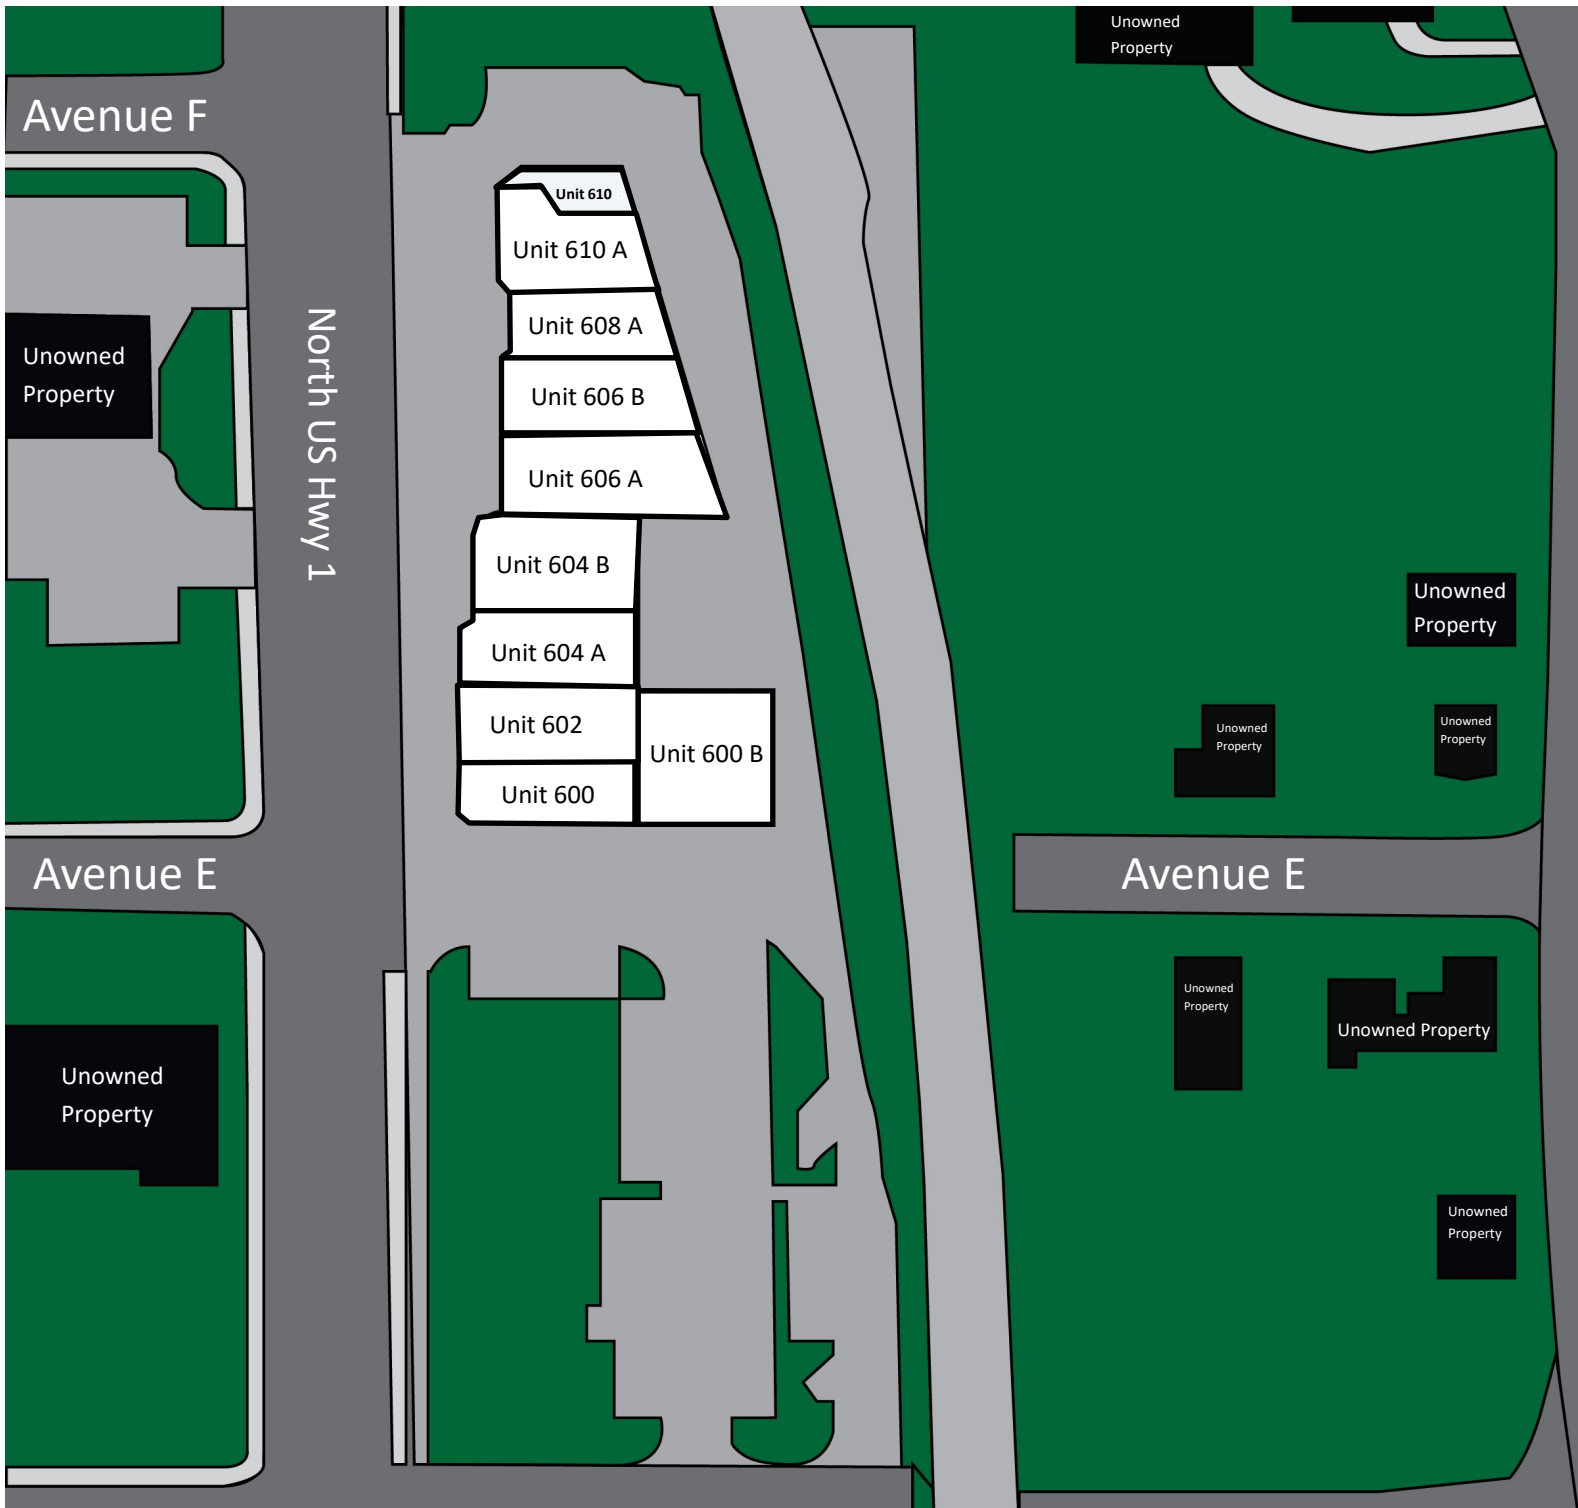 Unowned
Property
Avenue F
Unit 610
Unit 610 A
North US Hwy 1
Unit 608 A
Unowned
Property
Unit 606 B
Unit 606 A
Unit 604 B
Unowned
Property
Unit 604 A
Unit 602
Unit 600 B
Unowned
Property
Unowned
Property
Unit 600
Avenue E
Avenue E
Unowned
Property
Unowned Property
Unowned
Property
Unowned
Property